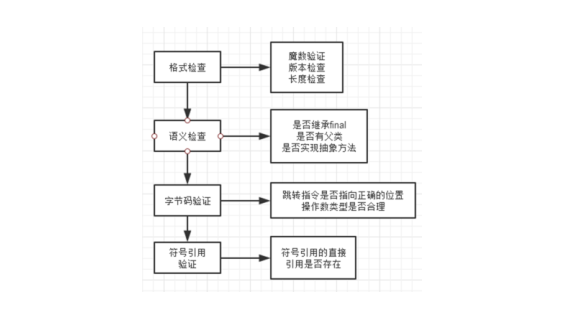 格式检查
魔数验证
版本检查
长度检查
语义检查
是否继承final
是否有父类
是否实现抽象方法
字节码验证
跳转指令是否指向正确的位置
操作数类型是否合理
符号引用
验证
符号引用的直接
引用是否存在